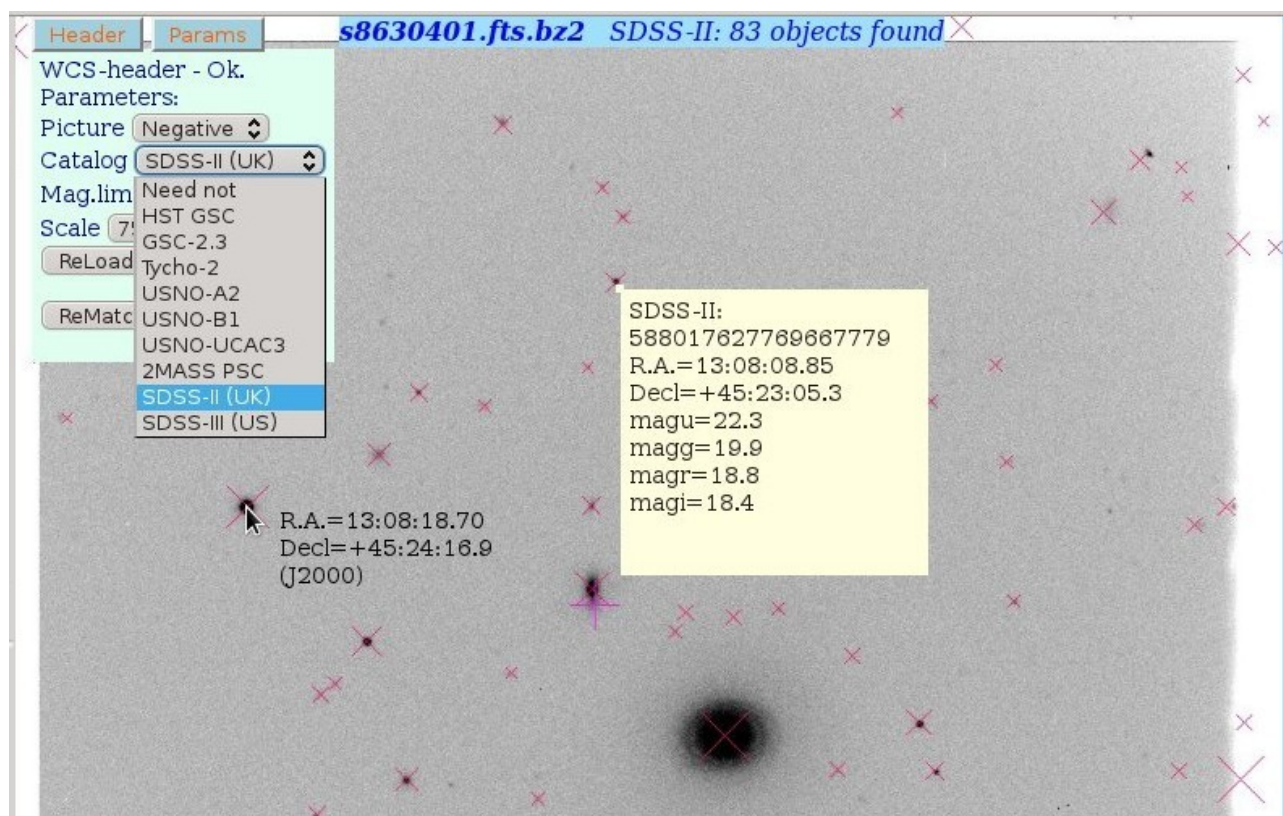 Header Params
s8630401.fts.bz2 SDSS-II: 83 objects found
WCS-header - Ok.
Parameters:
Picture Negative
Catalog SDSS-II (UK)
Mag.lim
Scale
ReLoad
Need not
HST GSC
GSC-2.3
Tycho-2
USNO-A2
USNO-B1
USNO-UCAC3
2MASS PSC
SDSS-II (UK)
SDSS-III (US)
SDSS-II:
588017627769667779
R.A.=13:08:08.85
Decl=+45:23:05.3
magu=22.3
magg=19.9
magr=18.8
magi=18.4
R.A.=13:08:18.70
Decl=+45:24:16.9
(J2000)